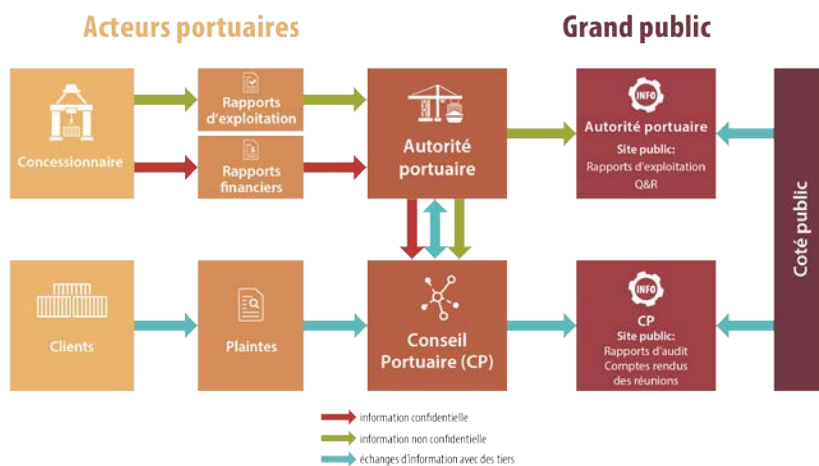 Acteurs portuaires
Grand public
Concessionnaire
Rapports
d'exploitation
Rapports
financiers
Autorité
portuaire
INFO
Autorité portuaire
Site public:
Rapports d'exploitation
Q&R
Coté public
Clients
Plaintes
Conseil
Portuaire (CP)
INFO
CP
Site public:
Rapports d'audit
Comptes rendus
des réunions
information confidentielle
information non confidentielle
échanges d'information avec des tiers